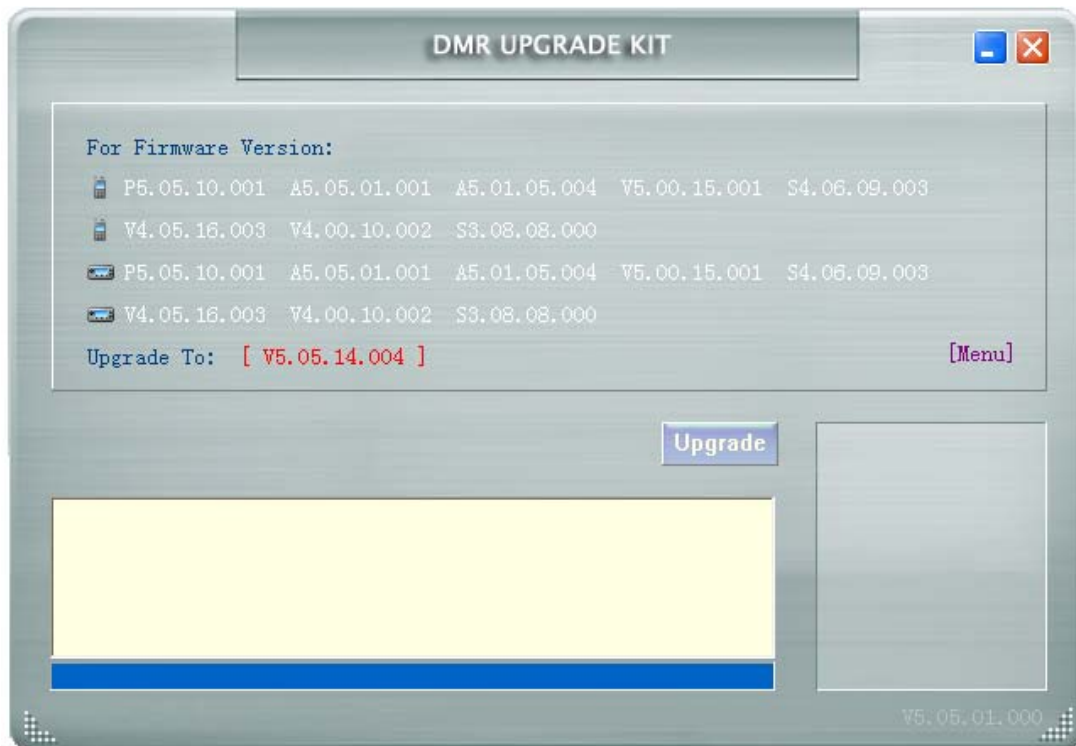 DMR UPGRADE KIT
For Firmware Version:
P5.05.10.001 A5.05.01.001 A5.01.05.004 V5.00.15.001 S4.06.09.003
V4.05.16.003 V4.00.10.002 S3.08.08.000
P5.05.10.001 A5.05.01.001 A5.01.05.004 V5.00.15.001 S4.06.09.003
V4.05.16.003 V4.00.10.002 S3.08.08.000
Upgrade To: [ V5.05.14.004 ]
[Menu]
Upgrade
V5.05.01.000